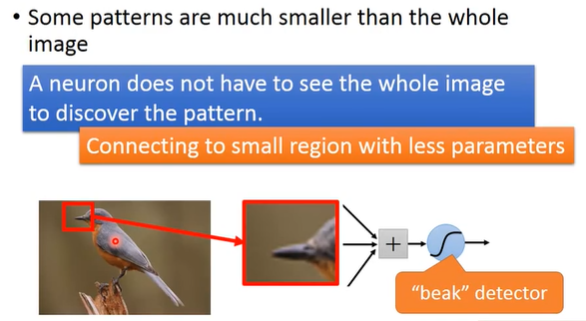 • Some patterns are much smaller than the whole
image
A neuron does not have to see the whole image
to discover the pattern.
Connecting to small region with less parameters
+
“beak” detector